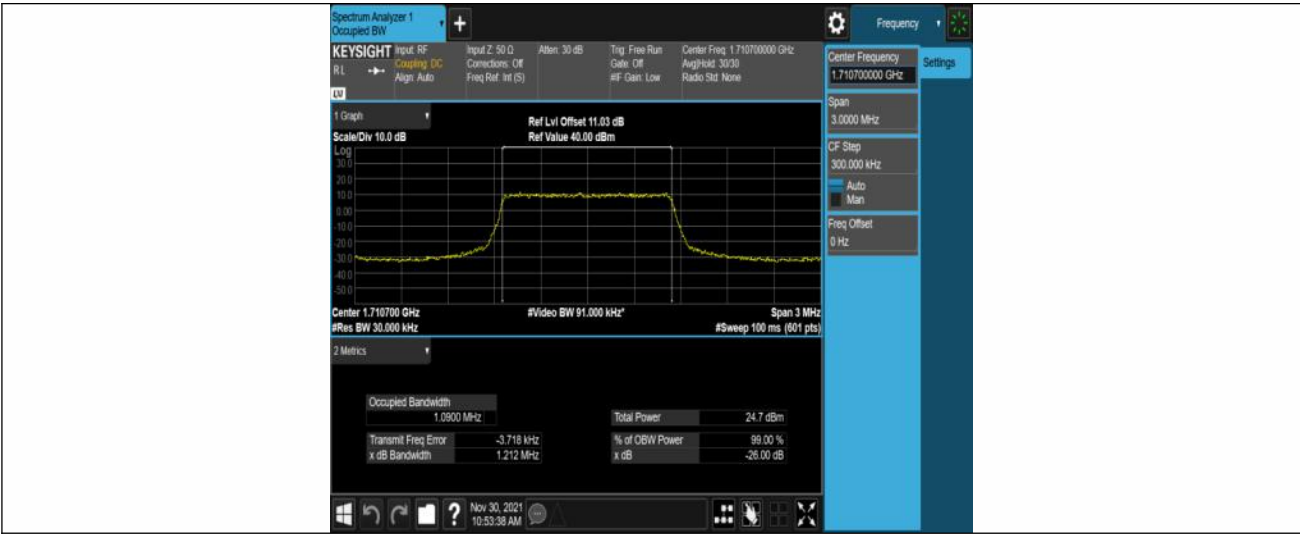 Spectrum Analyzer 1
Occupied BW
Frequency
KEYSIGHT
RL
Input: RF
Coupling: DC
Align: Auto
Input Z: 50 Ω
Corrections: Off
Freq Ref: Int (S)
Atten: 30 dB
Trig: Free Run
Gate: Off
#IF Gain: Low
Center Freq: 1.710700000 GHz
Avg|Hold: 30/30
Radio Std: None
Center Frequency
1.710700000 GHz
Settings
Span
3.0000 MHz
CF Step
300.000 kHz
Auto
Man
Freq Offset
0 Hz
1 Graph
Scale/Div 10.0 dB
Ref Lvl Offset 11.03 dB
Ref Value 40.00 dBm
Log
30.0
20.0
10.0
0.00
-10.0
-20.0
-30.0
-40.0
-50.0
Center 1.710700 GHz
#Res BW 30.000 kHz
#Video BW 91.000 kHz*
Span 3 MHz
#Sweep 100 ms (601 pts)
2 Metrics
Occupied Bandwidth
1.0900 MHz
Total Power 24.7 dBm
Transmit Freq Error -3.718 kHz
% of OBW Power 99.00 %
x dB Bandwidth 1.212 MHz
x dB -26.00 dB
?
Nov 30, 2021
10:53:38 AM